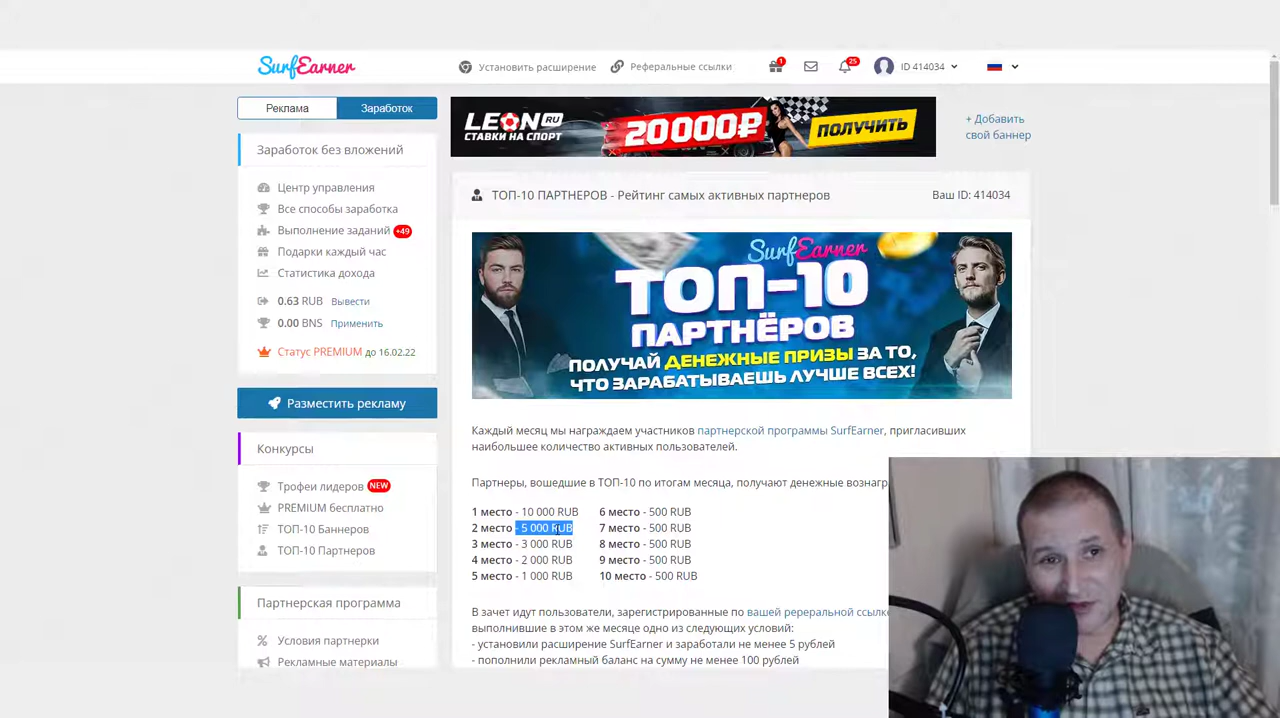 SurfEarner
Установить расширение
Реферальные ссылки
1
25
ID 414034
Реклама
Заработок
LEON.RU
СТАВКИ НА СПОРТ
20 000₽
ПОЛУЧИТЬ
+ Добавить
свой баннер
Заработок без вложений
Центр управления
Все способы заработка
Выполнение заданий +49
Подарки каждый час
Статистика дохода
0.63 RUB Вывести
0.00 BNS Применить
Статус PREMIUM до 16.02.22
Разместить рекламу
Конкурсы
Трофеи лидеров NEW
PREMIUM бесплатно
ТОП-10 Баннеров
ТОП-10 Партнеров
Партнерская программа
Условия партнерки
Рекламные материалы
ТОП-10 ПАРТНЕРОВ - Рейтинг самых активных партнеров
Ваш ID: 414034
SurfEarner
ТОП-10
ПАРТНЁРОВ
ПОЛУЧАЙ ДЕНЕЖНЫЕ ПРИЗЫ ЗА ТО,
ЧТО ЗАРАБАТЫВАЕШЬ ЛУЧШЕ ВСЕХ!
Каждый месяц мы награждаем участников партнерской программы SurfEarner, пригласивших
наибольшее количество активных пользователей.
Партнеры, вошедшие в ТОП-10 по итогам месяца, получают денежные вознагр
1 место - 10 000 RUB
2 место - 5 000 RUB
3 место - 3 000 RUB
4 место - 2 000 RUB
5 место - 1 000 RUB
6 место - 500 RUB
7 место - 500 RUB
8 место - 500 RUB
9 место - 500 RUB
10 место - 500 RUB
В зачет идут пользователи, зарегистрированные по вашей ререральной ссылке
выполнившие в этом же месяце одно из следующих условий:
- установили расширение SurfEarner и заработали не менее 5 рублей
- пополнили рекламный баланс на сумму не менее 100 рублей